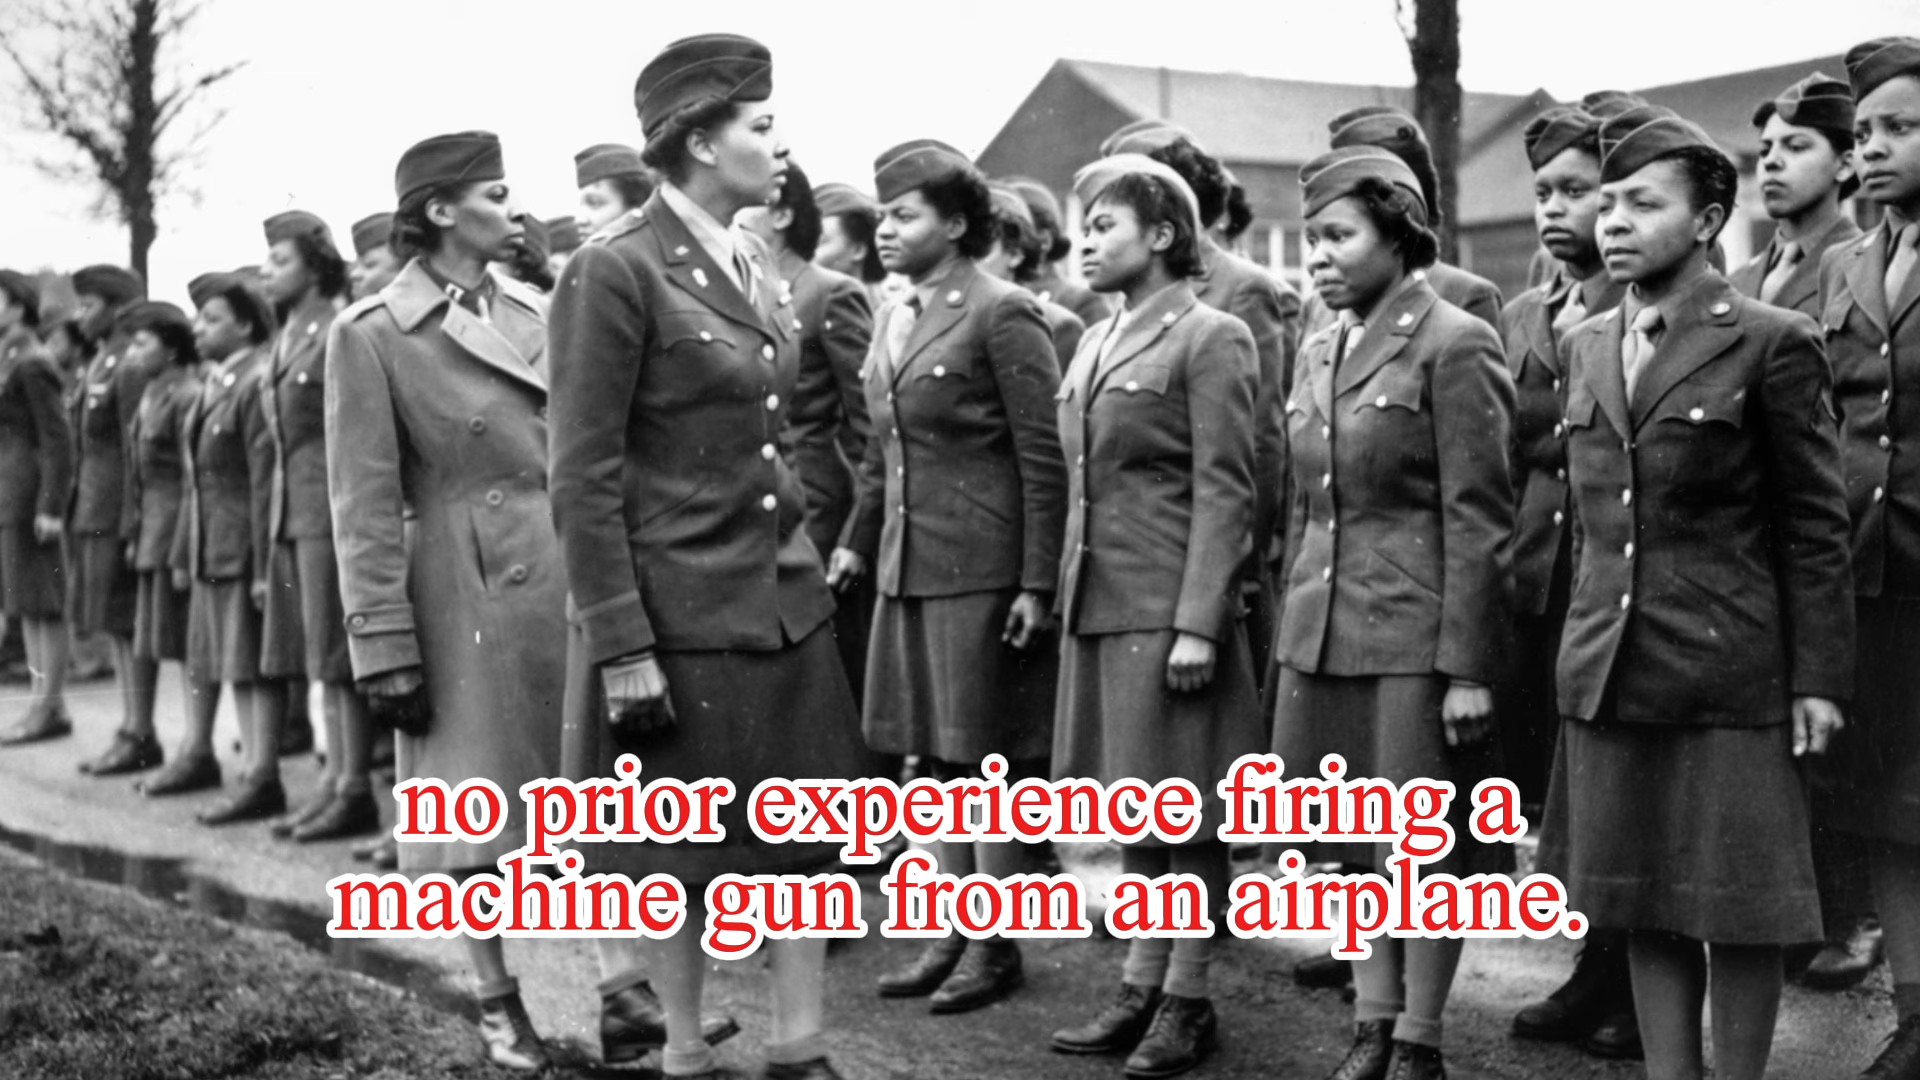 no prior experience firing a
machine gun from an airplane.